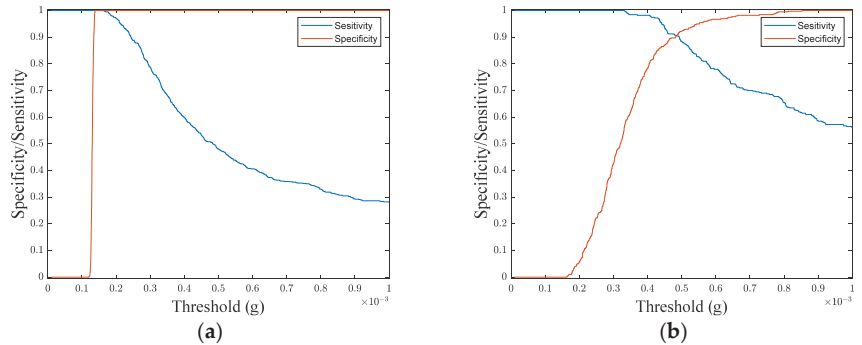 Specificity/Sensitivity
1
0.9
0.8
0.7
0.6
0.5
0.4
0.3
0.2
0.1
0
Sesitivity
Specificity
0 0.1 0.2 0.3 0.4 0.5 0.6 0.7 0.8 0.9 1
Threshold (g)
×10⁻³
(a)
Specificity/Sensitivity
1
0.9
0.8
0.7
0.6
0.5
0.4
0.3
0.2
0.1
0
Sesitivity
Specificity
0 0.1 0.2 0.3 0.4 0.5 0.6 0.7 0.8 0.9 1
Threshold (g)
×10⁻³
(b)